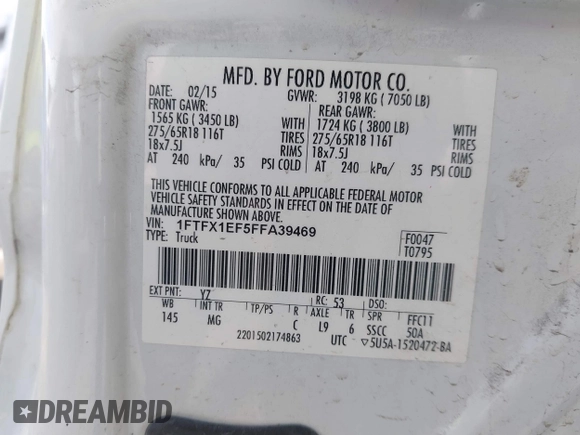 MFD. BY FORD MOTOR CO.
DATE: 02/15 GVWR: 3198 KG ( 7050 LB)
FRONT GAWR: REAR GAWR:
1565 KG ( 3450 LB) 1724 KG ( 3800 LB)
275/65R18 116T TIRES 275/65R18 116T TIRES
18x7.5J RIMS 18x7.5J RIMS
AT 240 kPa/ 35 PSI COLD AT 240 kPa/ 35 PSI COLD
THIS VEHICLE CONFORMS TO ALL APPLICABLE FEDERAL MOTOR
VEHICLE SAFETY STANDARDS IN EFFECT ON THE DATE OF
MANUFACTURE SHOWN ABOVE.
VIN: 1FTFX1EF5FFA39469 F0047
TYPE: Truck T0795
EXT PNT: YZ RC: 53 DSO:
WB INT TR TP/PS R AXLE TR SPR FFC11
145 MG C L9 6 SSCC 50A
2201502174863 UTC ▽5U5A-1520472-BA
DREAMBID